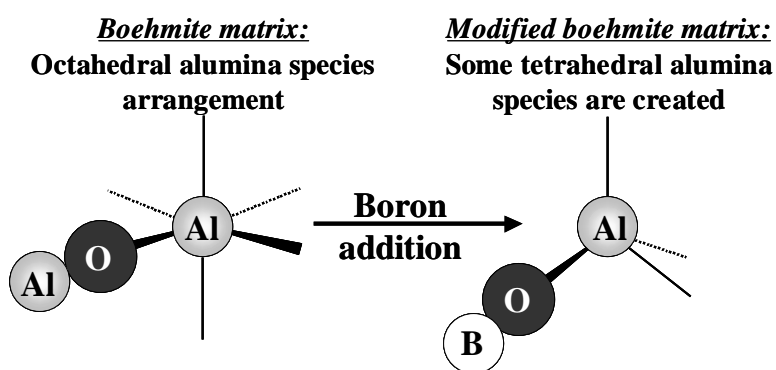 Boehmite matrix:
Octahedral alumina species
arrangement
Modified boehmite matrix:
Some tetrahedral alumina
species are created
Al
O
Al
Boron
addition
Al
O
B